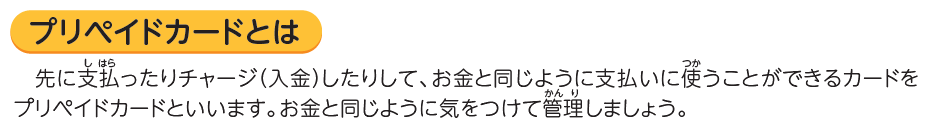 プリペイドカードとは
先に支払ったりチャージ（入金）したりして、お金と同じように支払いに使うことができるカードを
プリペイドカードといいます。お金と同じように気をつけて管理しましょう。